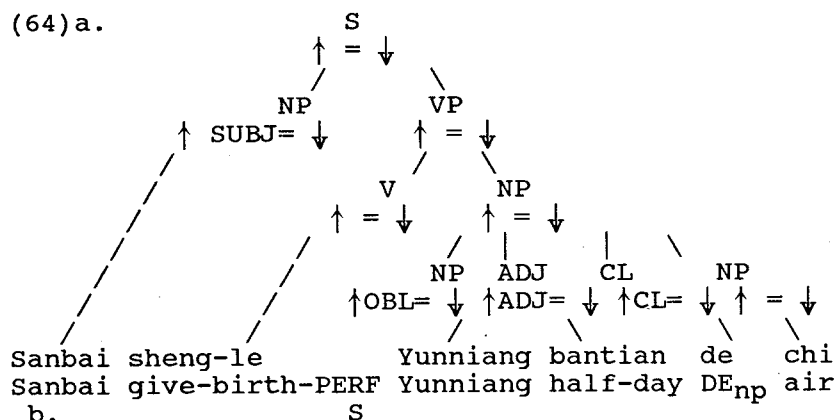 (64)a. S
↑ = ↓
NP VP
↑ SUBJ= ↓ ↑ = ↓
V NP
↑ = ↓ ↑ = ↓
NP ADJ CL NP
↑OBL= ↓ ↑ADJ= ↓ ↑CL= ↓ ↑ = ↓
Sanbai sheng-le Yunniang bantian de chi
Sanbai give-birth-PERF Yunniang half-day DEnp air
b. S